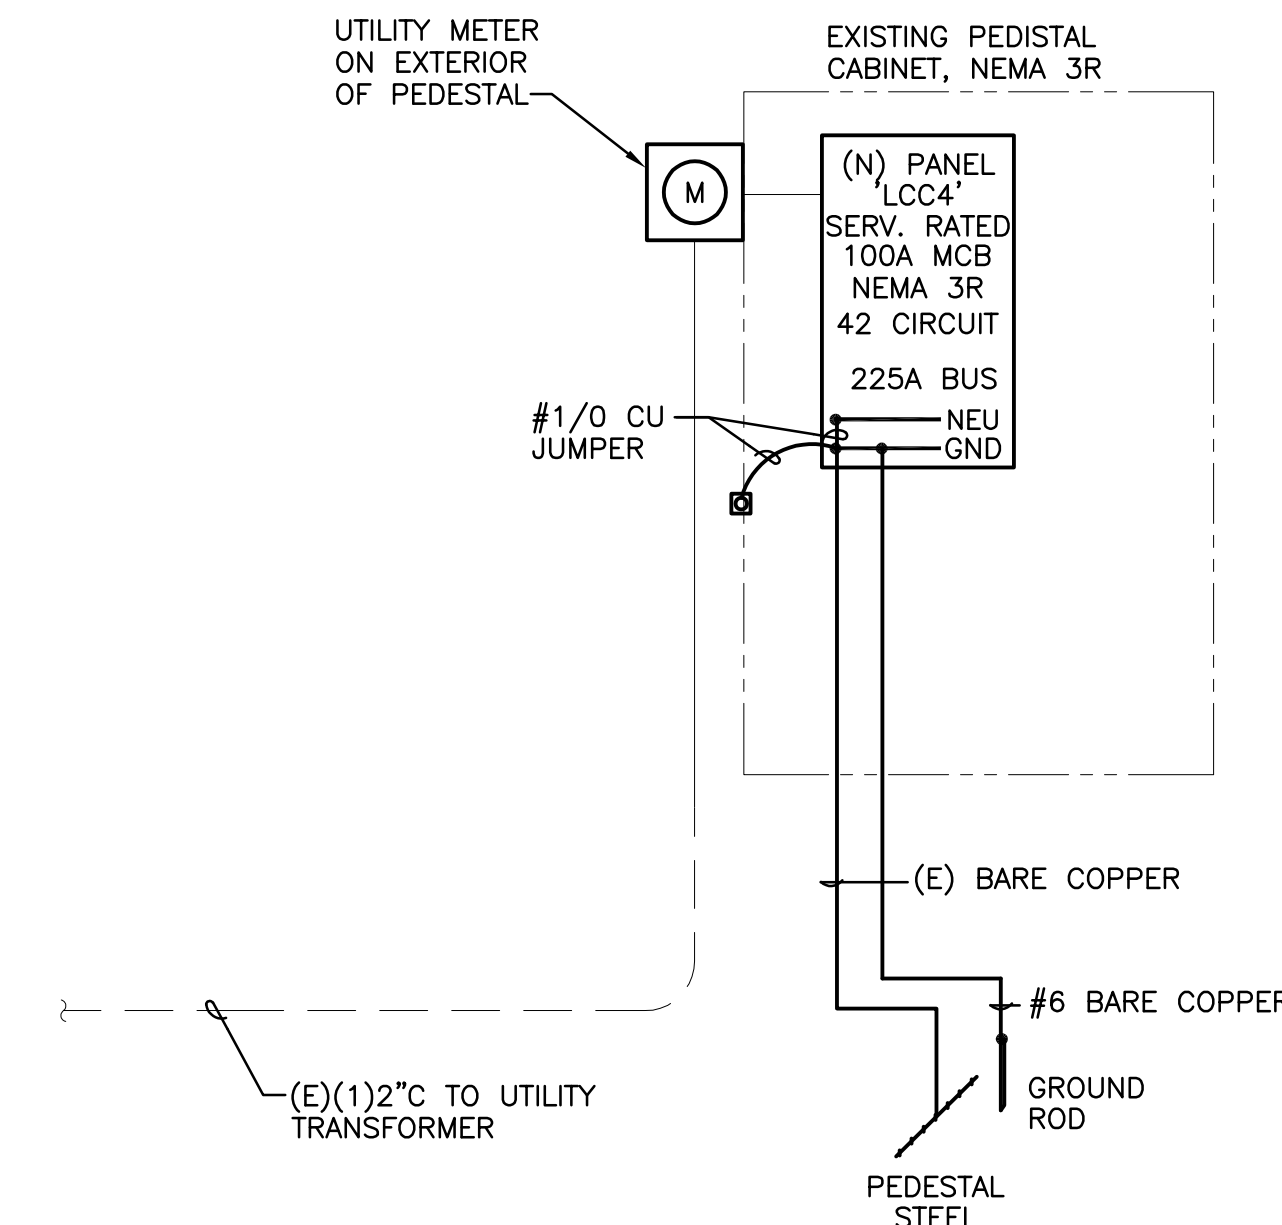 UTILITY METER
ON EXTERIOR
OF PEDESTAL
EXISTING PEDISTAL
CABINET, NEMA 3R
M
(N) PANEL
'LCC4'
SERV. RATED
100A MCB
NEMA 3R
42 CIRCUIT
225A BUS
NEU
GND
#1/0 CU
JUMPER
(E) BARE COPPER
#6 BARE COPPER
(E)(1)2"C TO UTILITY
TRANSFORMER
GROUND
ROD
PEDESTAL
STEEL